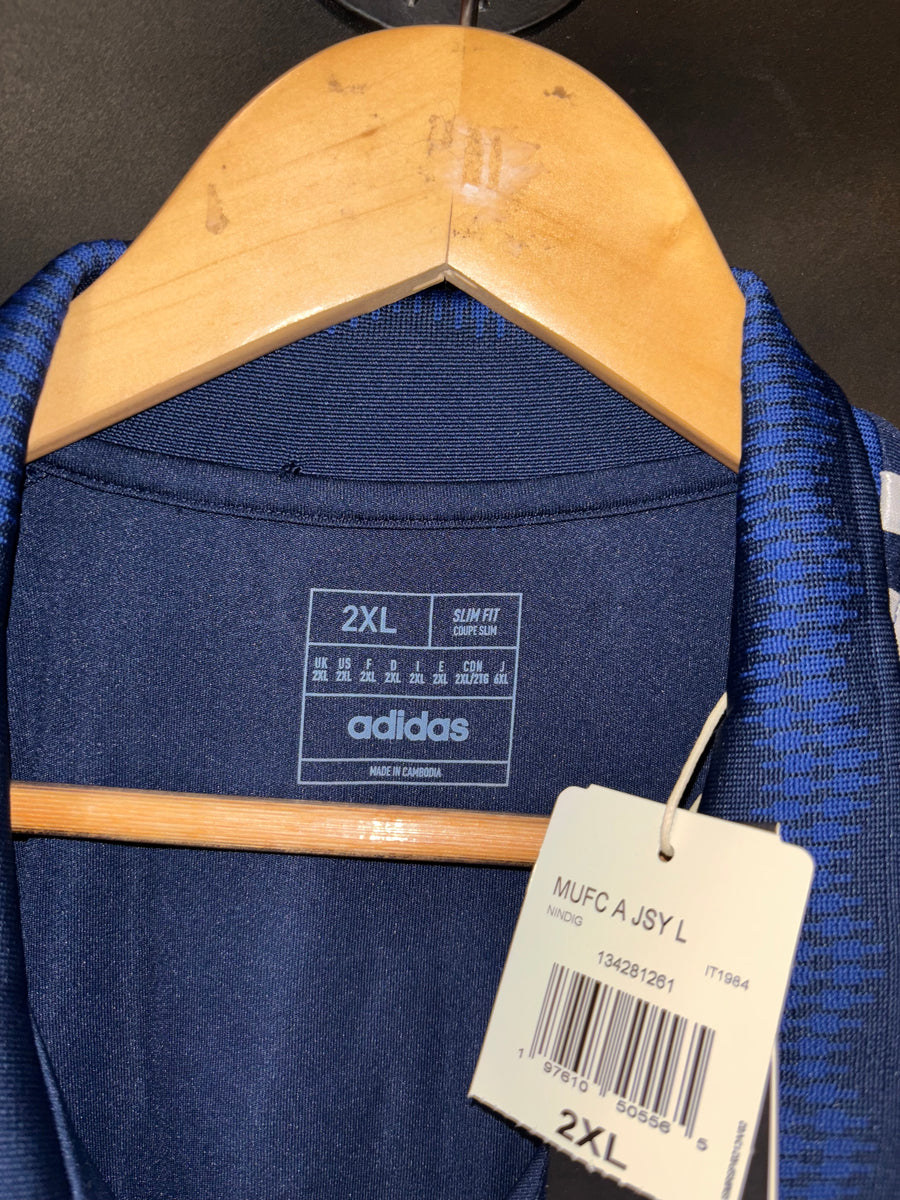 2XL
SLIM FIT
COUPE SLIM
UK US F D I E CDN J
2XL 2XL 2XL 2XL 2XL 2XL 2XL/2TG 6XL
adidas
MADE IN CAMBODIA
MUFC A JSY L
NINDIG
IT1984
134281261
1 97610 50556 5
2XL